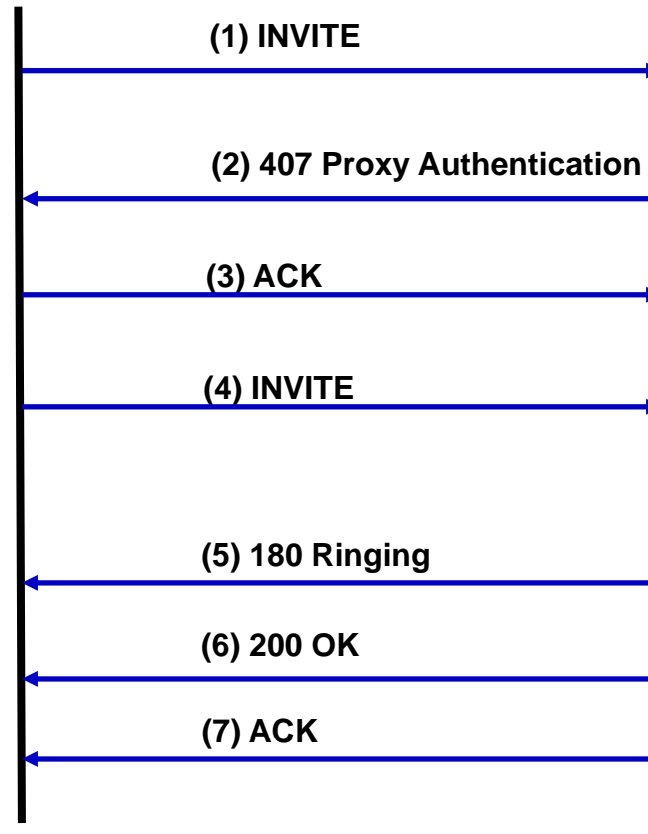 (1) INVITE
(2) 407 Proxy Authentication
(3) ACK
(4) INVITE
(5) 180 Ringing
(6) 200 OK
(7) ACK